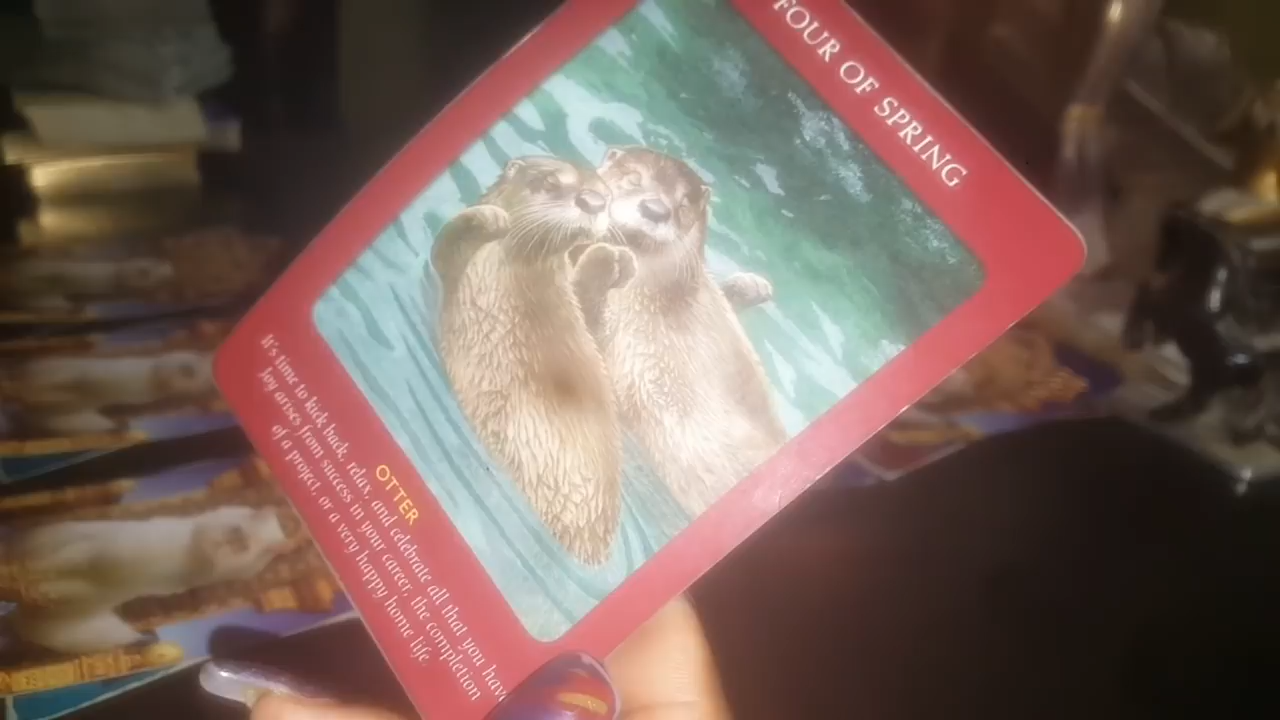 FOUR OF SPRING
OTTER
It's time to kick back, relax, and celebrate all that you have
Joy arises from success in your career, the completion
of a project, or a very happy home life.